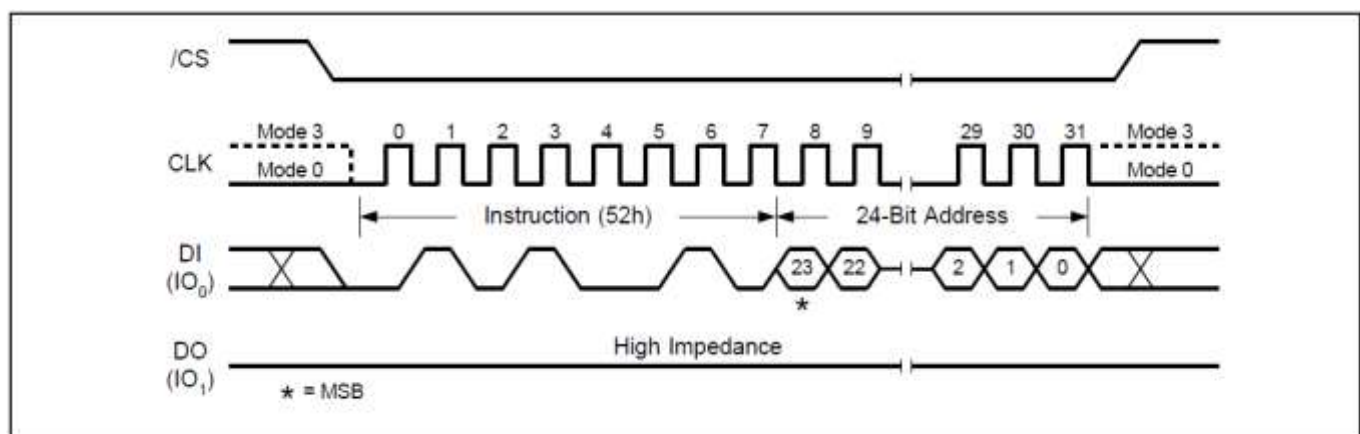 /CS
Mode 3 0 1 2 3 4 5 6 7 8 9 29 30 31 Mode 3
CLK
Mode 0 Mode 0
Instruction (52h) 24-Bit Address
DI
(IO₀)
23 22 2 1 0
*
DO
(IO₁)
High Impedance
* = MSB